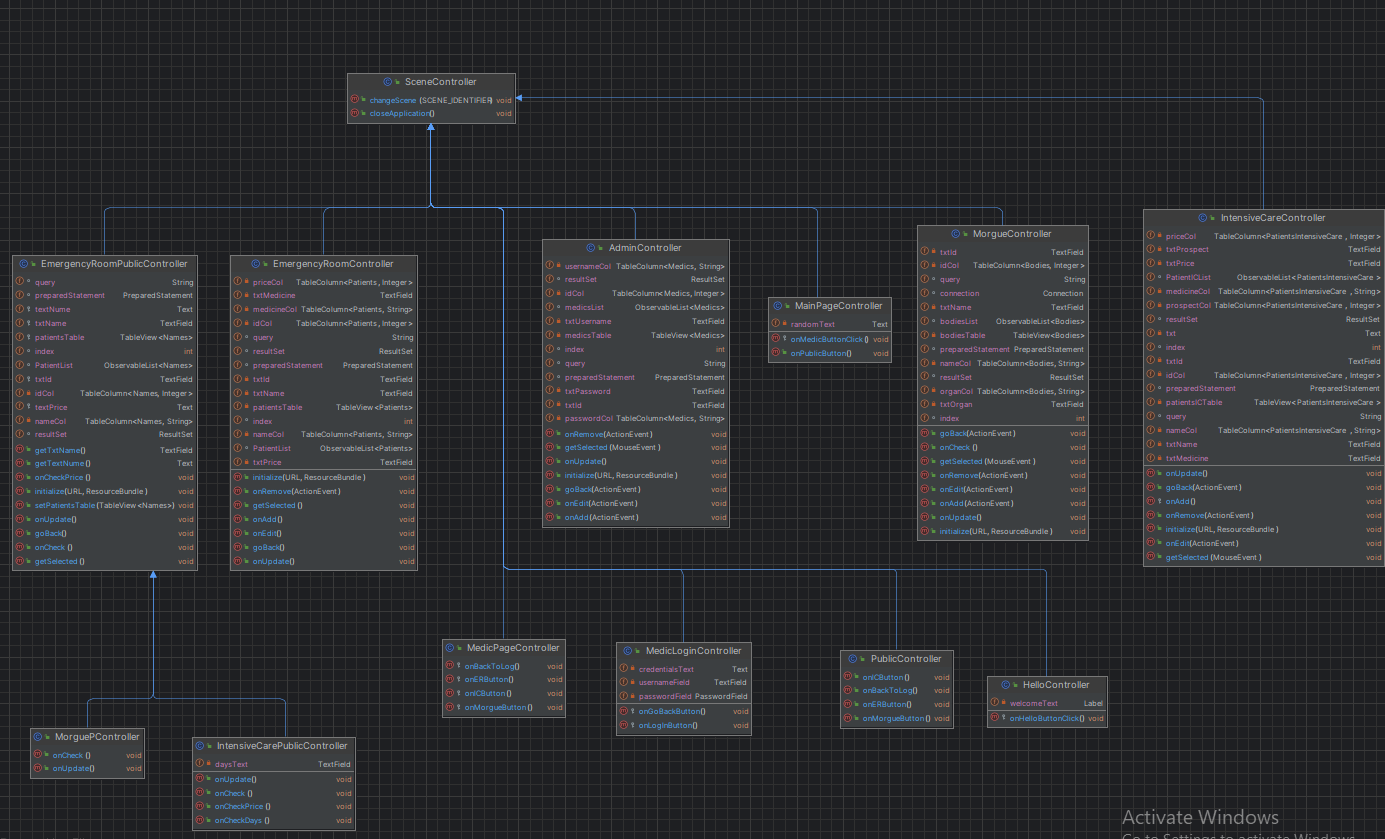 SceneController
changeScene (SCENE_IDENTIFIER) void
closeApplication() void
EmergencyRoomPublicController
query String
preparedStatement PreparedStatement
textNume Text
txtName TextField
patientsTable TableView<Names>
index int
PatientList ObservableList<Names>
txtId TextField
idCol TableColumn<Names, Integer>
textPrice Text
nameCol TableColumn<Names, String>
resultSet ResultSet
getTxtName() TextField
getTextNume() Text
onCheckPrice() void
initialize(URL, ResourceBundle) void
setPatientsTable(TableView<Names>) void
onUpdate() void
goBack() void
onCheck() void
getSelected() void
EmergencyRoomController
priceCol TableColumn<Patients, Integer>
txtMedicine TextField
medicineCol TableColumn<Patients, String>
idCol TableColumn<Patients, Integer>
query String
resultSet ResultSet
preparedStatement PreparedStatement
txtId TextField
txtName TextField
patientsTable TableView<Patients>
index int
nameCol TableColumn<Patients, String>
PatientList ObservableList<Patients>
txtPrice TextField
initialize(URL, ResourceBundle) void
onRemove(ActionEvent) void
getSelected() void
onAdd() void
onEdit() void
goBack() void
onUpdate() void
AdminController
usernameCol TableColumn<Medics, String>
resultSet ResultSet
idCol TableColumn<Medics, Integer>
medicsList ObservableList<Medics>
txtUsername TextField
medicsTable TableView<Medics>
index int
query String
preparedStatement PreparedStatement
txtPassword TextField
txtId TextField
passwordCol TableColumn<Medics, String>
onRemove(ActionEvent) void
getSelected (MouseEvent) void
onUpdate() void
initialize(URL, ResourceBundle) void
goBack(ActionEvent) void
onEdit(ActionEvent) void
onAdd(ActionEvent) void
MainPageController
randomText Text
onMedicButtonClick() void
onPublicButton() void
MorgueController
txtId TextField
idCol TableColumn<Bodies, Integer>
query String
connection Connection
txtName TextField
bodiesList ObservableList<Bodies>
bodiesTable TableView<Bodies>
preparedStatement PreparedStatement
nameCol TableColumn<Bodies, String>
resultSet ResultSet
organCol TableColumn<Bodies, String>
txtOrgan TextField
index int
goBack(ActionEvent) void
onCheck() void
getSelected (MouseEvent) void
onRemove(ActionEvent) void
onEdit(ActionEvent) void
onAdd(ActionEvent) void
onUpdate() void
initialize(URL, ResourceBundle) void
IntensiveCareController
priceCol TableColumn<PatientsIntensiveCare, Integer>
txtProspect TextField
txtPrice TextField
PatientICList ObservableList<PatientsIntensiveCare>
medicineCol TableColumn<PatientsIntensiveCare, String>
prospectCol TableColumn<PatientsIntensiveCare, Integer>
resultSet ResultSet
txt Text
index int
txtId TextField
idCol TableColumn<PatientsIntensiveCare, Integer>
preparedStatement PreparedStatement
patientsICTable TableView<PatientsIntensiveCare>
query String
nameCol TableColumn<PatientsIntensiveCare, String>
txtName TextField
txtMedicine TextField
onUpdate() void
goBack(ActionEvent) void
onAdd() void
onRemove(ActionEvent) void
initialize(URL, ResourceBundle) void
onEdit(ActionEvent) void
getSelected (MouseEvent) void
MedicPageController
onBackToLog() void
onERButton() void
onICButton() void
onMorgueButton() void
MedicLoginController
credentialsText Text
usernameField TextField
passwordField PasswordField
onGoBackButton() void
onLogInButton() void
PublicController
onICButton() void
onBackToLog() void
onERButton() void
onMorgueButton() void
HelloController
welcomeText Label
onHelloButtonClick() void
MorguePController
onCheck() void
onUpdate() void
IntensiveCarePublicController
daysText TextField
onUpdate() void
onCheck() void
onCheckPrice() void
onCheckDays() void
Activate Windows
Go to Settings to activate Windows.